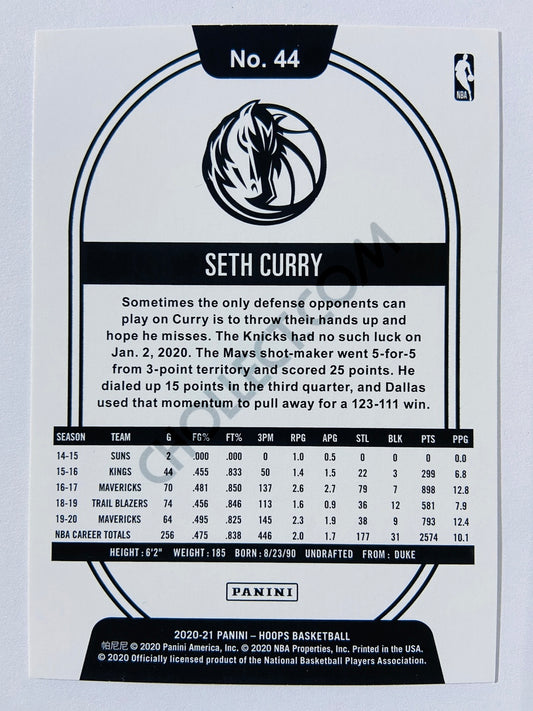 No. 44
NBA
SETH CURRY
Sometimes the only defense opponents can
play on Curry is to throw their hands up and
hope he misses. The Knicks had no such luck on
Jan. 2, 2020. The Mavs shot-maker went 5-for-5
from 3-point territory and scored 25 points. He
dialed up 15 points in the third quarter, and Dallas
used that momentum to pull away for a 123-111 win.
SEASON TEAM G FG% FT% 3PM RPG APG STL BLK PTS PPG
14-15 SUNS 2 .000 .000 0 1.0 0.5 0 0 0 0.0
15-16 KINGS 44 .455 .833 50 1.4 1.5 22 3 299 6.8
16-17 MAVERICKS 70 .481 .850 137 2.6 2.7 79 7 898 12.8
18-19 TRAIL BLAZERS 74 .456 .846 113 1.6 0.9 36 12 581 7.9
19-20 MAVERICKS 64 .495 .825 145 2.3 1.9 38 9 793 12.4
NBA CAREER TOTALS 256 .475 .838 446 2.0 1.7 177 31 2574 10.1
HEIGHT: 6'2" WEIGHT: 185 BORN: 8/23/90 UNDRAFTED FROM: DUKE
PANINI
2020-21 PANINI – HOOPS BASKETBALL
帕尼尼 © 2020 Panini America, Inc. © 2020 NBA Properties, Inc. Printed in the USA.
© 2020 Officially licensed product of the National Basketball Players Association.
CHOLLECT.COM